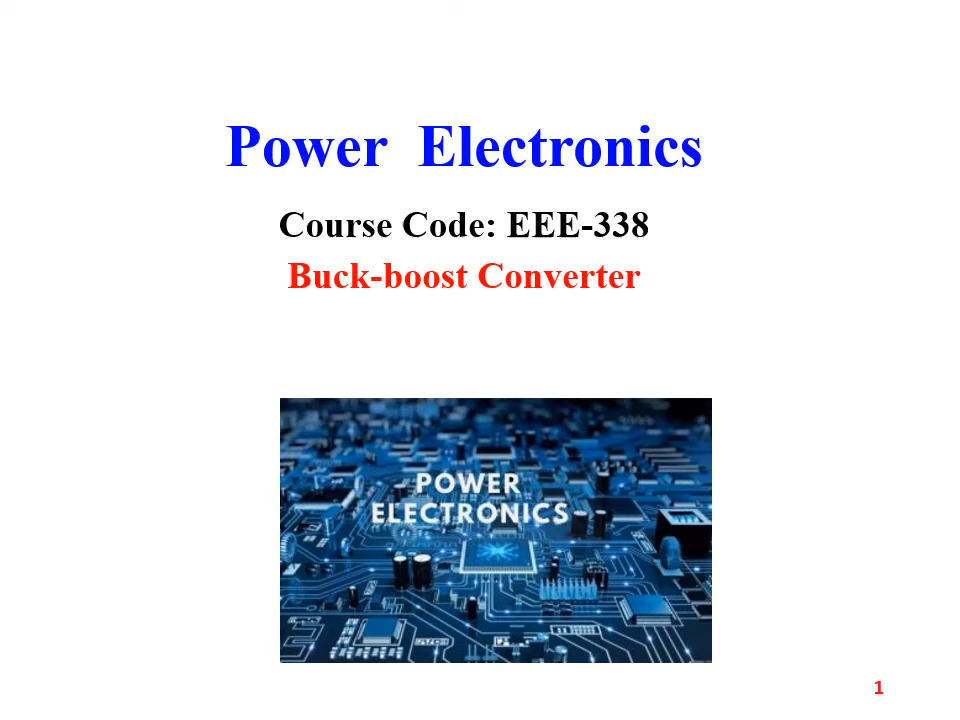 Power Electronics
Course Code: EEE-338
Buck-boost Converter
POWER
ELECTRONICS
1